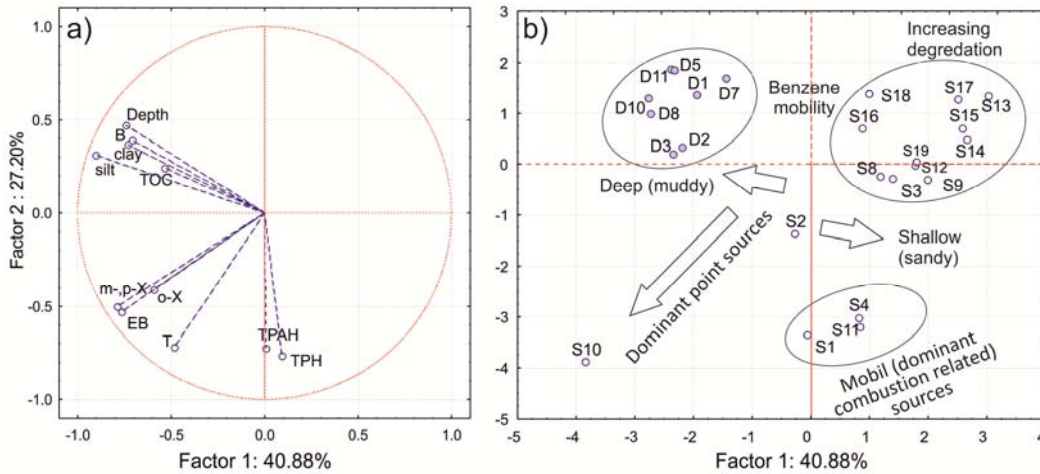 a)
1.0
0.5
0.0
-0.5
-1.0
Factor 2 : 27.20%
Depth
B
clay
silt
TOG
m-,p-X
o-X
EB
T
TPAH
TPH
-1.0 -0.5 0.0 0.5 1.0
Factor 1: 40.88%
b)
5
4
3
2
1
0
-1
-2
-3
-4
-5
Increasing
degredation
D11 D5
D1
D7
D10
D8
D3
D2
Benzene
mobility
S18
S17
S13
S16
S15
S14
S19
S12
S8
S3
S9
Deep (muddy)
S2
Shallow
(sandy)
Dominant point sources
S10
S4
S11
S1
Mobil (dominant
combustion related)
sources
-5 -4 -3 -2 -1 0 1 2 3 4
Factor 1: 40.88%